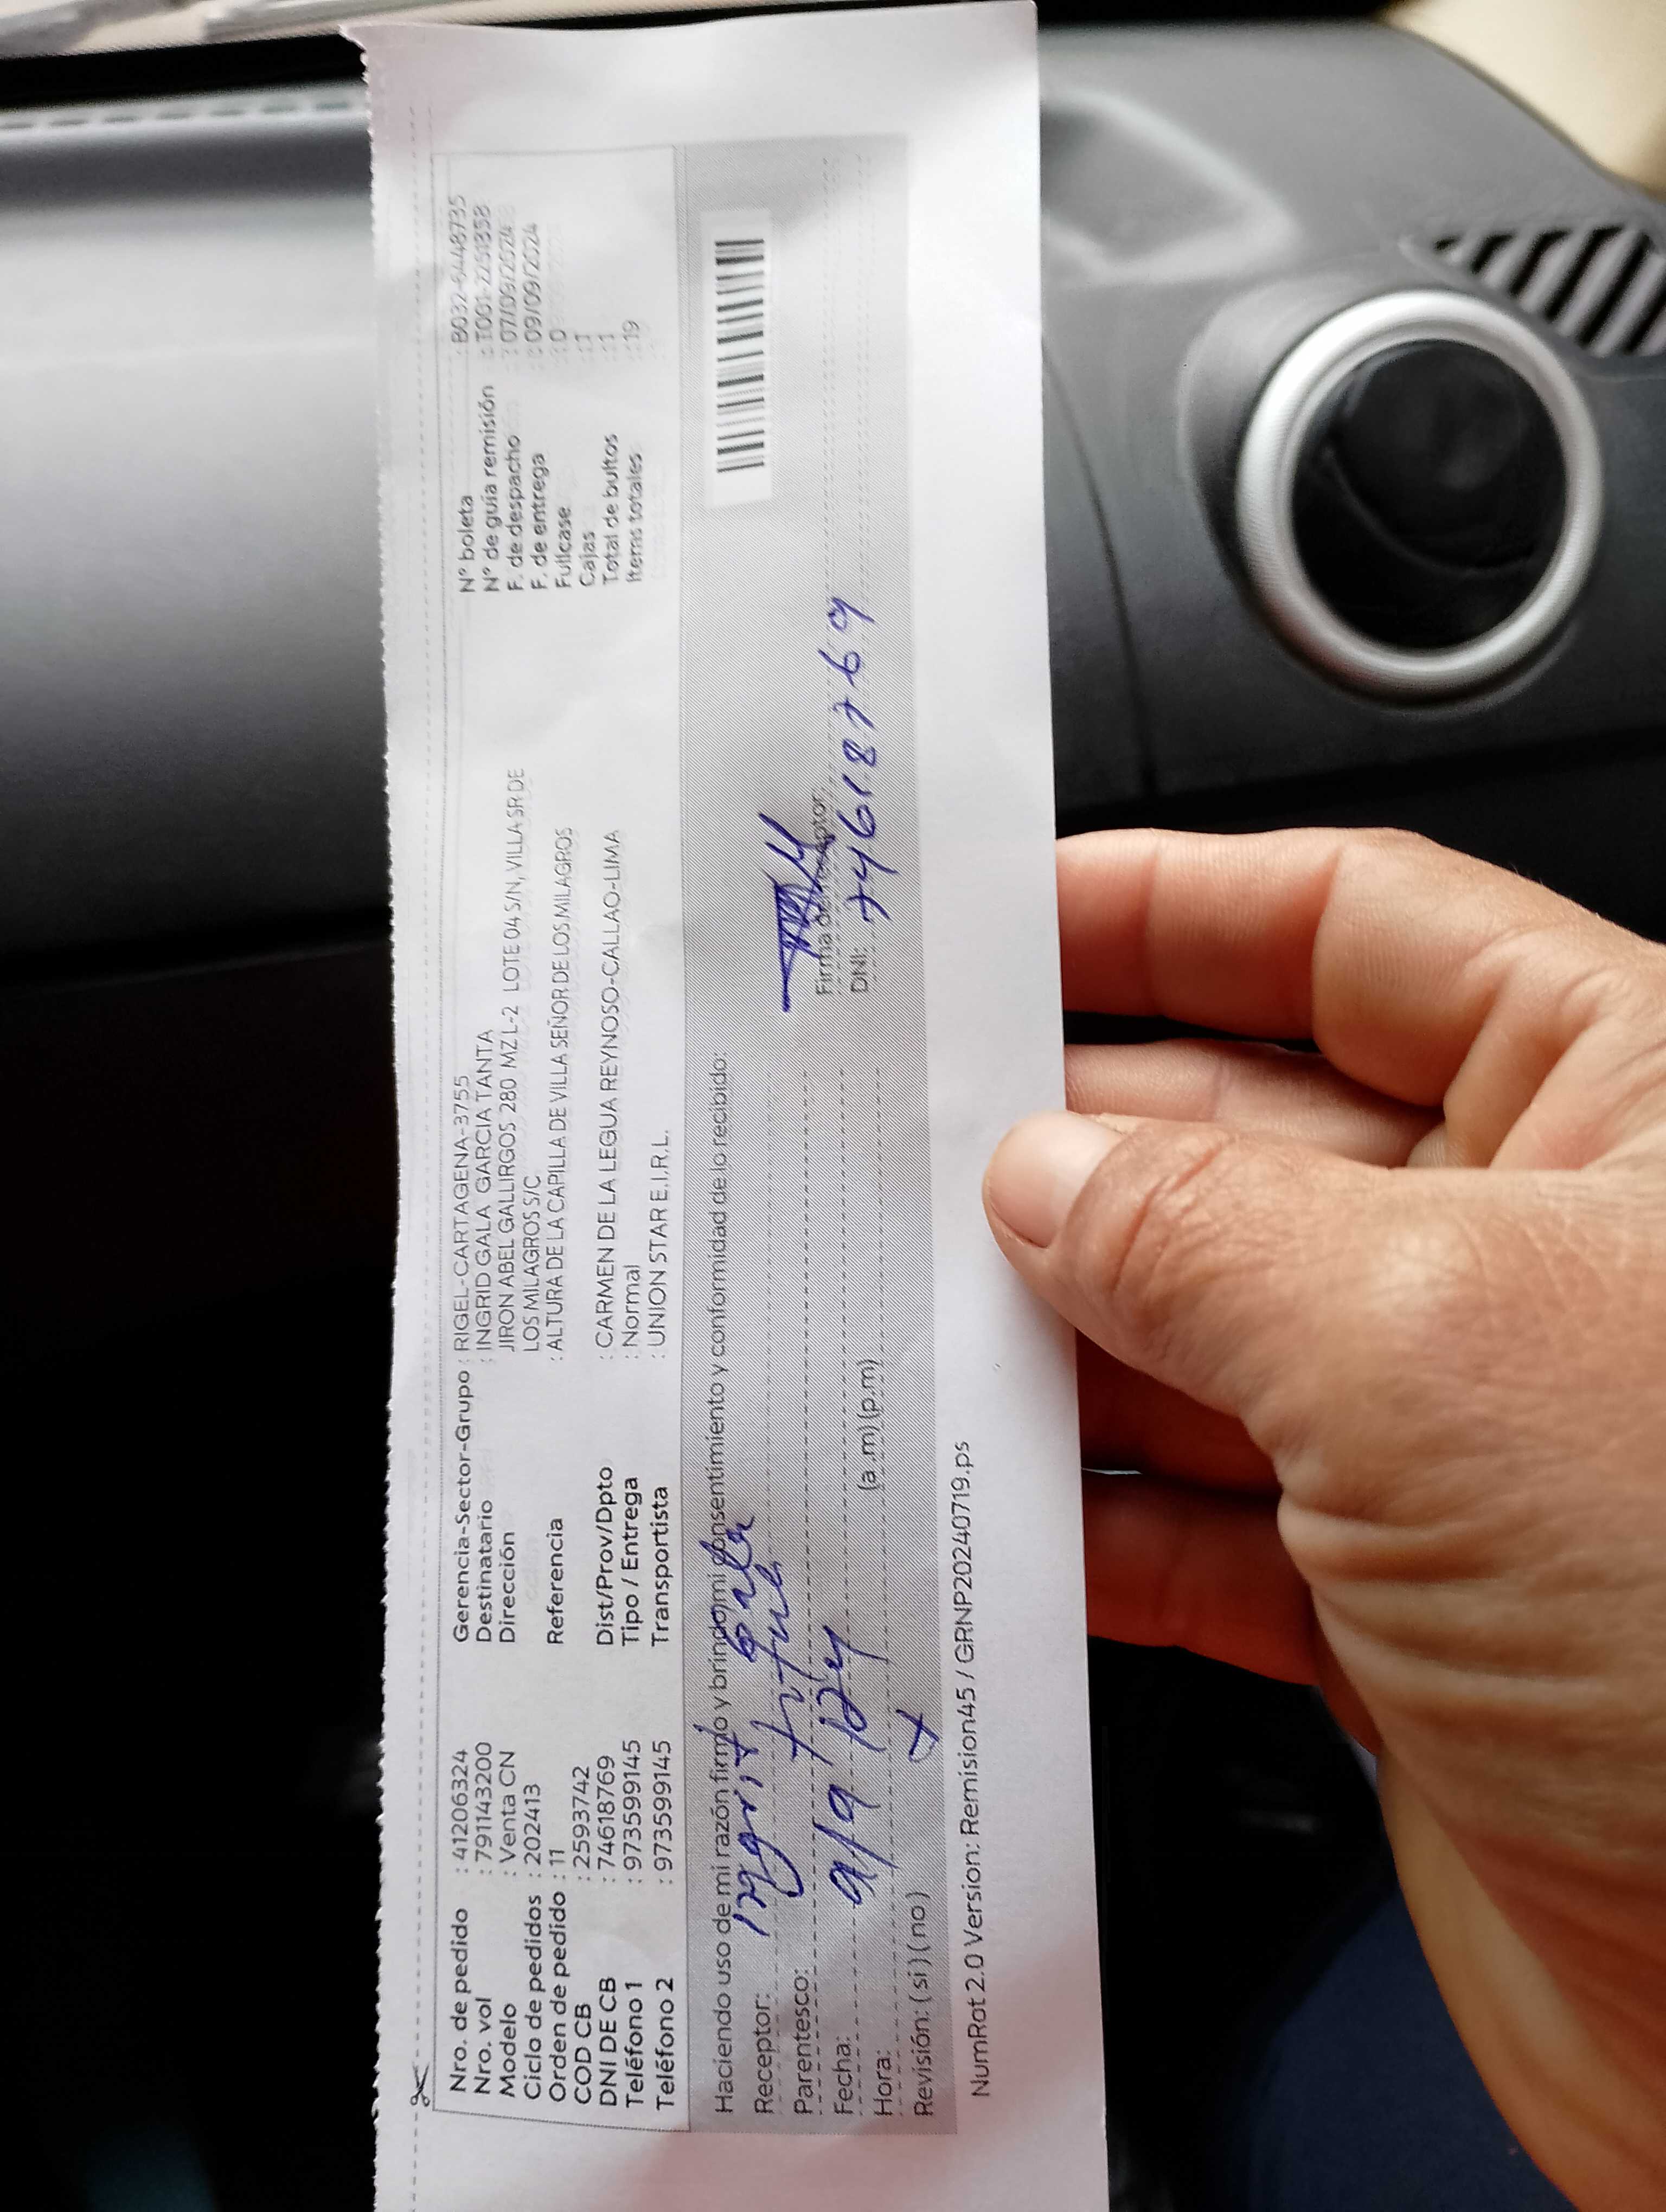 Nro. de pedido : 41206324 Gerencia-Sector-Grupo : RIGEL-CARTAGENA-3755 N° boleta : B032-6448735
Nro. vol : 791143200 Destinatario : INGRID GALA GARCIA TANTA N° de guía remisión : T001-2261358
Modelo : Venta CN Dirección JIRON ABEL GALLIRGOS 280 MZ L-2 LOTE 04 S/N, VILLA SR DE F. de despacho : 07/09/2024
Ciclo de pedidos : 202413 LOS MILAGROS S/C F. de entrega : 09/09/2024
Orden de pedido : 11 Referencia : ALTURA DE LA CAPILLA DE VILLA SEÑOR DE LOS MILAGROS Fullcase : 0
COD CB : 2593742 Cajas : 1
DNI DE CB : 74618769 Dist/Prov/Dpto : CARMEN DE LA LEGUA REYNOSO-CALLAO-LIMA Total de bultos : 1
Teléfono 1 : 973599145 Tipo / Entrega : Normal Items totales : 19
Teléfono 2 : 973599145 Transportista : UNION STAR E.I.R.L.
Haciendo uso de mi razón firmo y brindo mi consentimiento y conformidad de lo recibido:
Receptor: Ingrit Gala
Parentesco: titular
Firma del receptor
Fecha: 9/9/24 DNI: 74618769
Hora: (a.m) (p.m)
Revisión: (si) (no)
NumRot 2.0 Version: Remision45 / GRNP20240719.ps